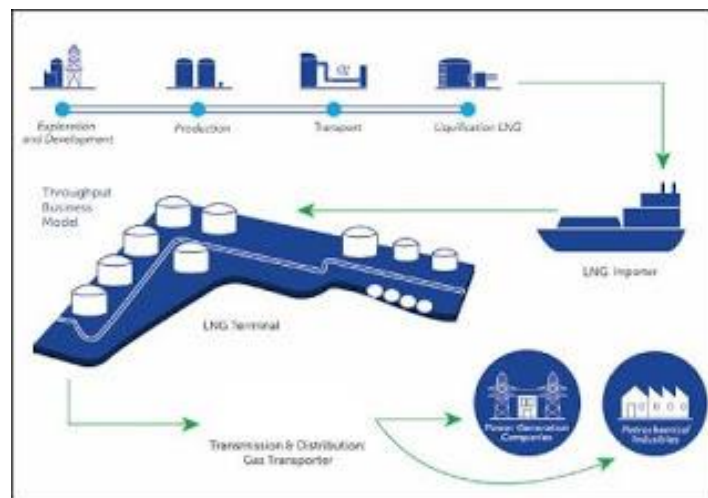 Exploration
and Development
Production
Transport
Liquification LNG
Throughput
Business
Model
LNG Importer
LNG Terminal
Power Generation
Companies
Petrochemical
Industries
Transmission & Distribution:
Gas Transporter